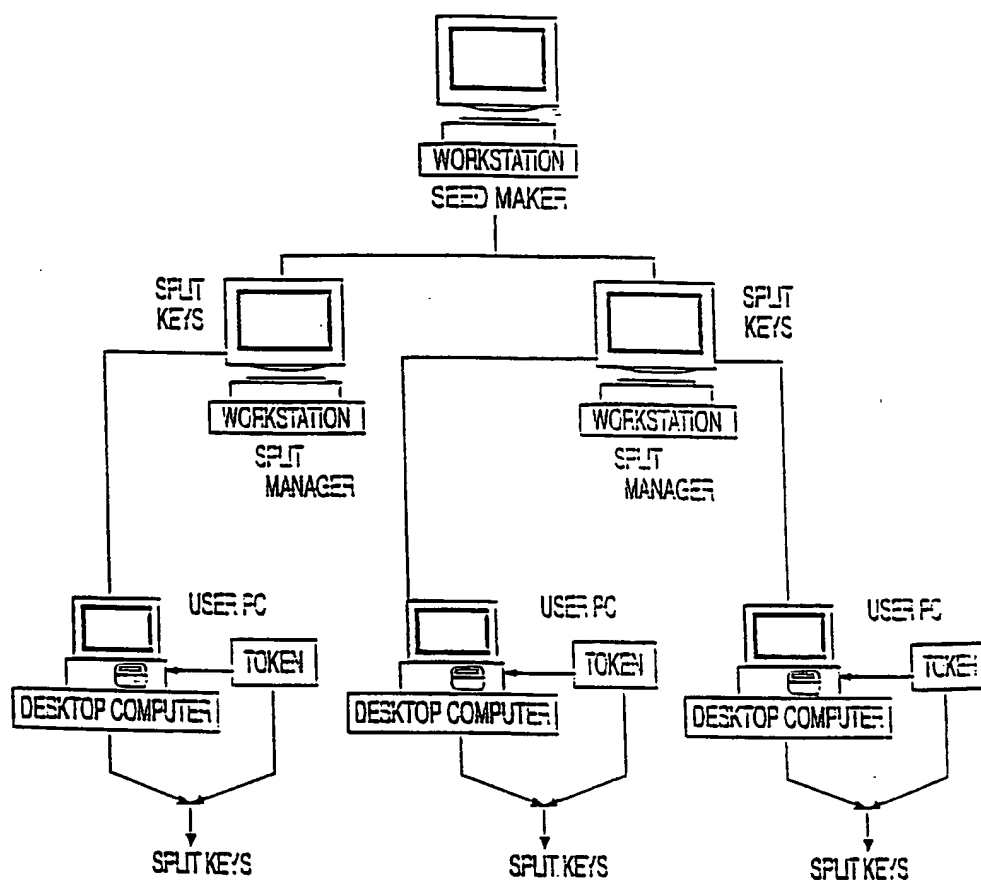 WORKSTATION
SEED MAKER
SPLIT
KEYS
SPLIT
KEYS
WORKSTATION
WORKSTATION
SPLIT
MANAGER
SPLIT
MANAGER
USER PC
USER PC
USER PC
TOKEN
TOKEN
TOKEN
DESKTOP COMPUTER
DESKTOP COMPUTER
DESKTOP COMPUTER
SPLIT KEYS
SPLIT KEYS
SPLIT KEYS